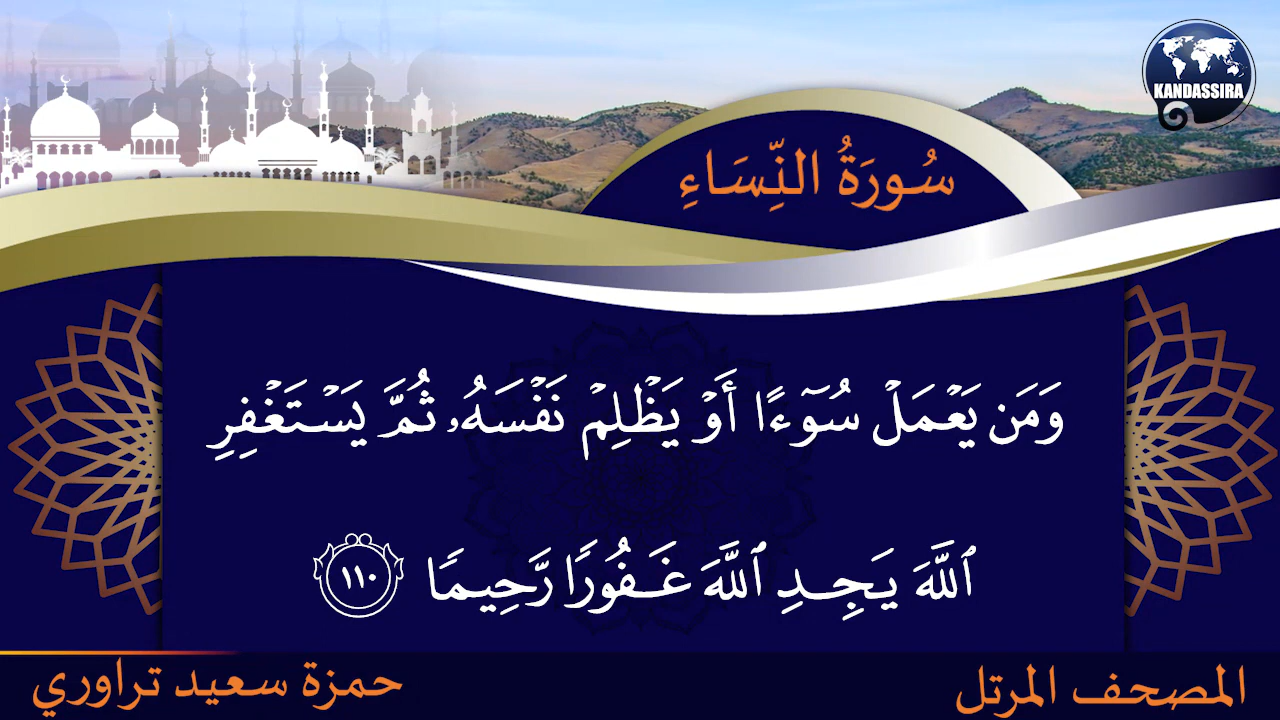 KANDASSIRA
سُورَةُ النِّسَاءِ
وَمَن يَعۡمَلۡ سُوٓءًا أَوۡ يَظۡلِمۡ نَفۡسَهُۥ ثُمَّ يَسۡتَغۡفِرِ
ٱللَّهَ يَجِدِ ٱللَّهَ غَفُورًا رَّحِيمًا ١١٠
المصحف المرتل
حمزة سعيد تراوري